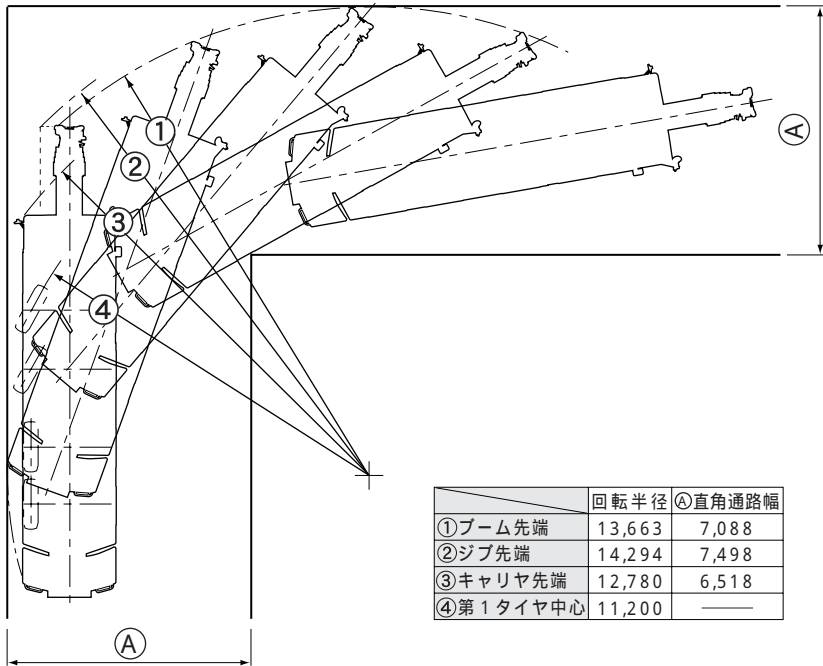 ①
②
③
④
Ⓐ
Ⓐ
回転半径 Ⓐ直角通路幅
①ブーム先端 13,663 7,088
②ジブ先端 14,294 7,498
③キャリヤ先端 12,780 6,518
④第1タイヤ中心 11,200 ——